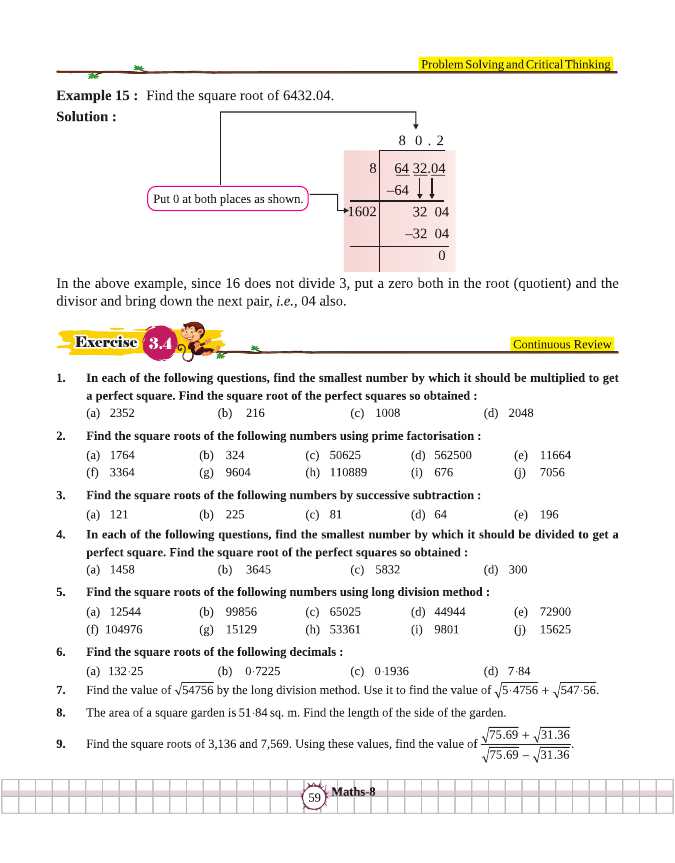 Problem Solving and Critical Thinking
Example 15 : Find the square root of 6432.04.
Solution :
8 0 . 2
8 64 32.04
–64
Put 0 at both places as shown.
1602 32 04
–32 04
0
In the above example, since 16 does not divide 3, put a zero both in the root (quotient) and the
divisor and bring down the next pair, i.e., 04 also.
Exercise 3.4
Continuous Review
1. In each of the following questions, find the smallest number by which it should be multiplied to get
a perfect square. Find the square root of the perfect squares so obtained :
(a) 2352 (b) 216 (c) 1008 (d) 2048
2. Find the square roots of the following numbers using prime factorisation :
(a) 1764 (b) 324 (c) 50625 (d) 562500 (e) 11664
(f) 3364 (g) 9604 (h) 110889 (i) 676 (j) 7056
3. Find the square roots of the following numbers by successive subtraction :
(a) 121 (b) 225 (c) 81 (d) 64 (e) 196
4. In each of the following questions, find the smallest number by which it should be divided to get a
perfect square. Find the square root of the perfect squares so obtained :
(a) 1458 (b) 3645 (c) 5832 (d) 300
5. Find the square roots of the following numbers using long division method :
(a) 12544 (b) 99856 (c) 65025 (d) 44944 (e) 72900
(f) 104976 (g) 15129 (h) 53361 (i) 9801 (j) 15625
6. Find the square roots of the following decimals :
(a) 132·25 (b) 0·7225 (c) 0·1936 (d) 7·84
7. Find the value of √54756 by the long division method. Use it to find the value of √5·4756 + √547·56.
8. The area of a square garden is 51·84 sq. m. Find the length of the side of the garden.
9. Find the square roots of 3,136 and 7,569. Using these values, find the value of (√75.69 + √31.36)/(√75.69 – √31.36).
59 Maths-8